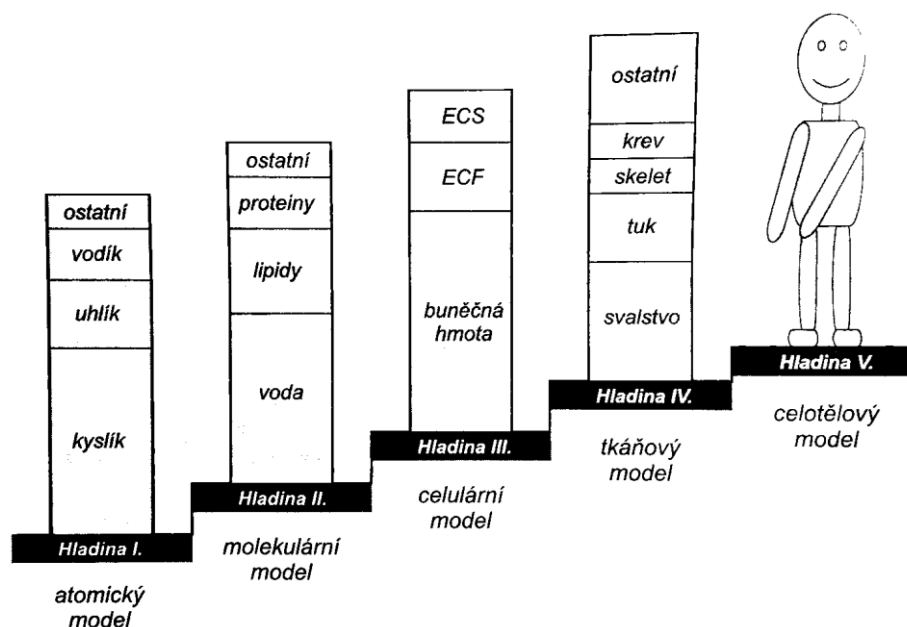 ostatní
vodík
uhlík
kyslík
Hladina I.
atomický
model
ostatní
proteiny
lipidy
voda
Hladina II.
molekulární
model
ECS
ECF
buněčná
hmota
Hladina III.
celulární
model
ostatní
krev
skelet
tuk
svalstvo
Hladina IV.
tkáňový
model
Hladina V.
celotělový
model